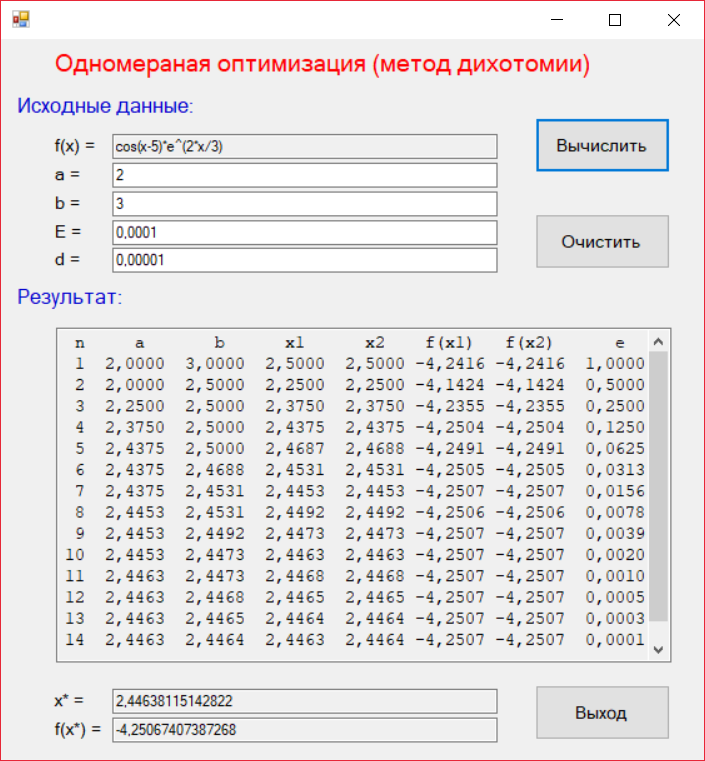 Одномераная оптимизация (метод дихотомии)
Исходные данные:
f(x) = cos(x-5)*e^(2*x/3)
Вычислить
a = 2
b = 3
E = 0,0001
Очистить
d = 0,00001
Результат:
n a b x1 x2 f(x1) f(x2) e
1 2,0000 3,0000 2,5000 2,5000 -4,2416 -4,2416 1,0000
2 2,0000 2,5000 2,2500 2,2500 -4,1424 -4,1424 0,5000
3 2,2500 2,5000 2,3750 2,3750 -4,2355 -4,2355 0,2500
4 2,3750 2,5000 2,4375 2,4375 -4,2504 -4,2504 0,1250
5 2,4375 2,5000 2,4687 2,4688 -4,2491 -4,2491 0,0625
6 2,4375 2,4688 2,4531 2,4531 -4,2505 -4,2505 0,0313
7 2,4375 2,4531 2,4453 2,4453 -4,2507 -4,2507 0,0156
8 2,4453 2,4531 2,4492 2,4492 -4,2506 -4,2506 0,0078
9 2,4453 2,4492 2,4473 2,4473 -4,2507 -4,2507 0,0039
10 2,4453 2,4473 2,4463 2,4463 -4,2507 -4,2507 0,0020
11 2,4463 2,4473 2,4468 2,4468 -4,2507 -4,2507 0,0010
12 2,4463 2,4468 2,4465 2,4465 -4,2507 -4,2507 0,0005
13 2,4463 2,4465 2,4464 2,4464 -4,2507 -4,2507 0,0003
14 2,4463 2,4464 2,4463 2,4464 -4,2507 -4,2507 0,0001
x* = 2,44638115142822
Выход
f(x*) = -4,25067407387268